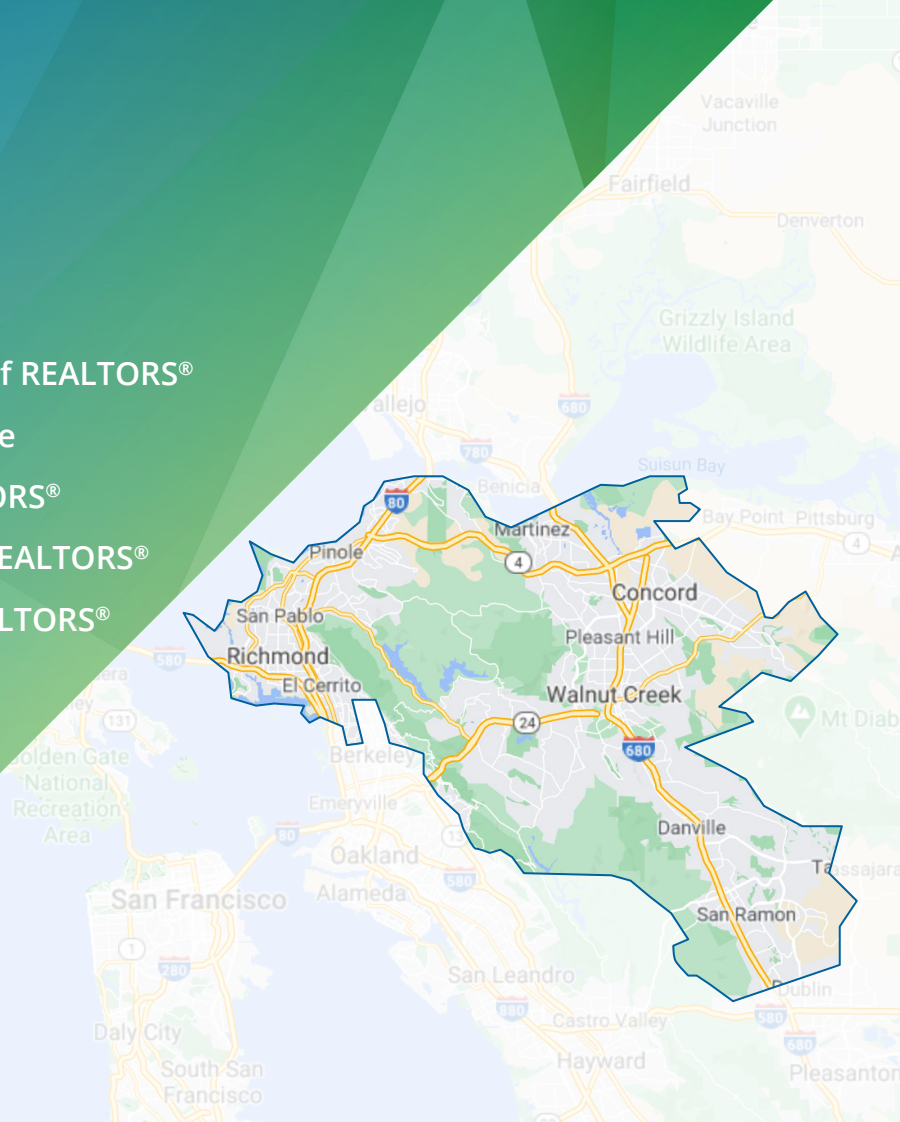 Vacaville
Junction
Fairfield
Denverton
Grizzly Island
Wildlife Area
f REALTORS®
allejo
680
e
780
Suisun Bay
Benicia
ORS®
80
Bay Point
Pittsburg
Martinez
4
EALTORS®
Pinole
4
Concord
LTORS®
San Pablo
Pleasant Hill
580
Richmond
El Cerrito
Walnut Creek
131
24
Mt Diab
Berkeley
680
Golden Gate
National
Recreation
Area
Emeryville
80
13
Danville
Oakland
580
Tassajara
Alameda
San Francisco
San Ramon
1
280
San Leandro
Dublin
880
Castro Valley
580
Daly City
680
Hayward
South San
Francisco
Pleasanton